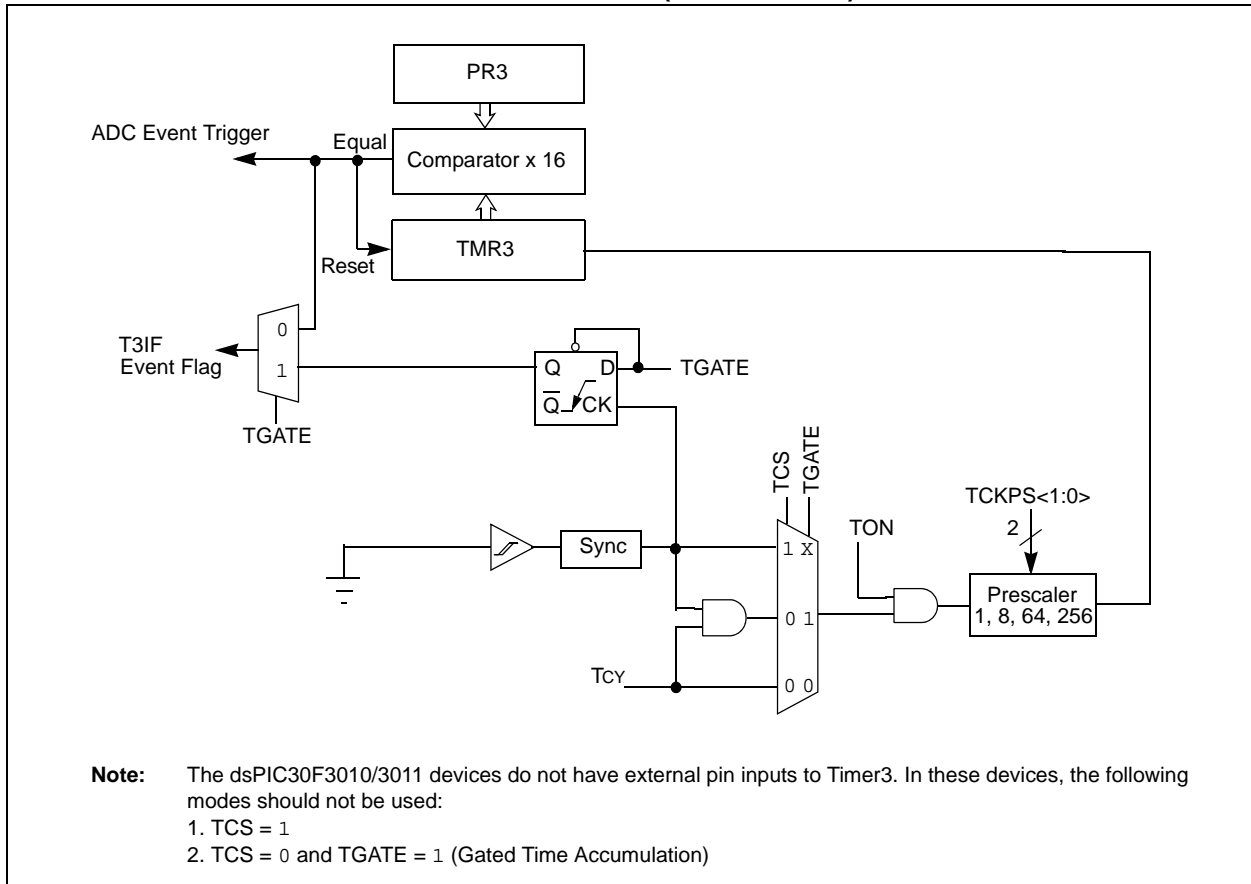 PR3
ADC Event Trigger
Equal
Comparator x 16
TMR3
Reset
0
T3IF
Event Flag
1
Q D
TGATE
Q CK
TGATE
TCS
TGATE
TCKPS<1:0>
2
TON
Sync
1 X
Prescaler
1, 8, 64, 256
0 1
TCY
0 0
Note: The dsPIC30F3010/3011 devices do not have external pin inputs to Timer3. In these devices, the following
modes should not be used:
1. TCS = 1
2. TCS = 0 and TGATE = 1 (Gated Time Accumulation)